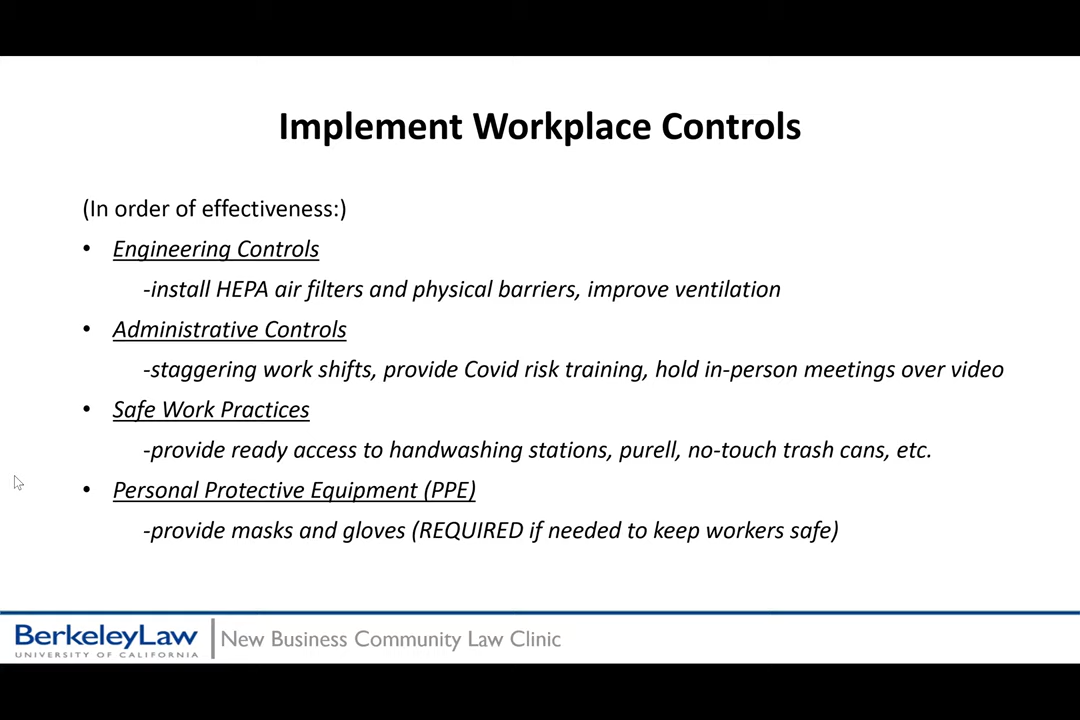 Implement Workplace Controls
(In order of effectiveness:)
• Engineering Controls
-install HEPA air filters and physical barriers, improve ventilation
• Administrative Controls
-staggering work shifts, provide Covid risk training, hold in-person meetings over video
• Safe Work Practices
-provide ready access to handwashing stations, purell, no-touch trash cans, etc.
• Personal Protective Equipment (PPE)
-provide masks and gloves (REQUIRED if needed to keep workers safe)
BerkeleyLaw
UNIVERSITY OF CALIFORNIA
New Business Community Law Clinic